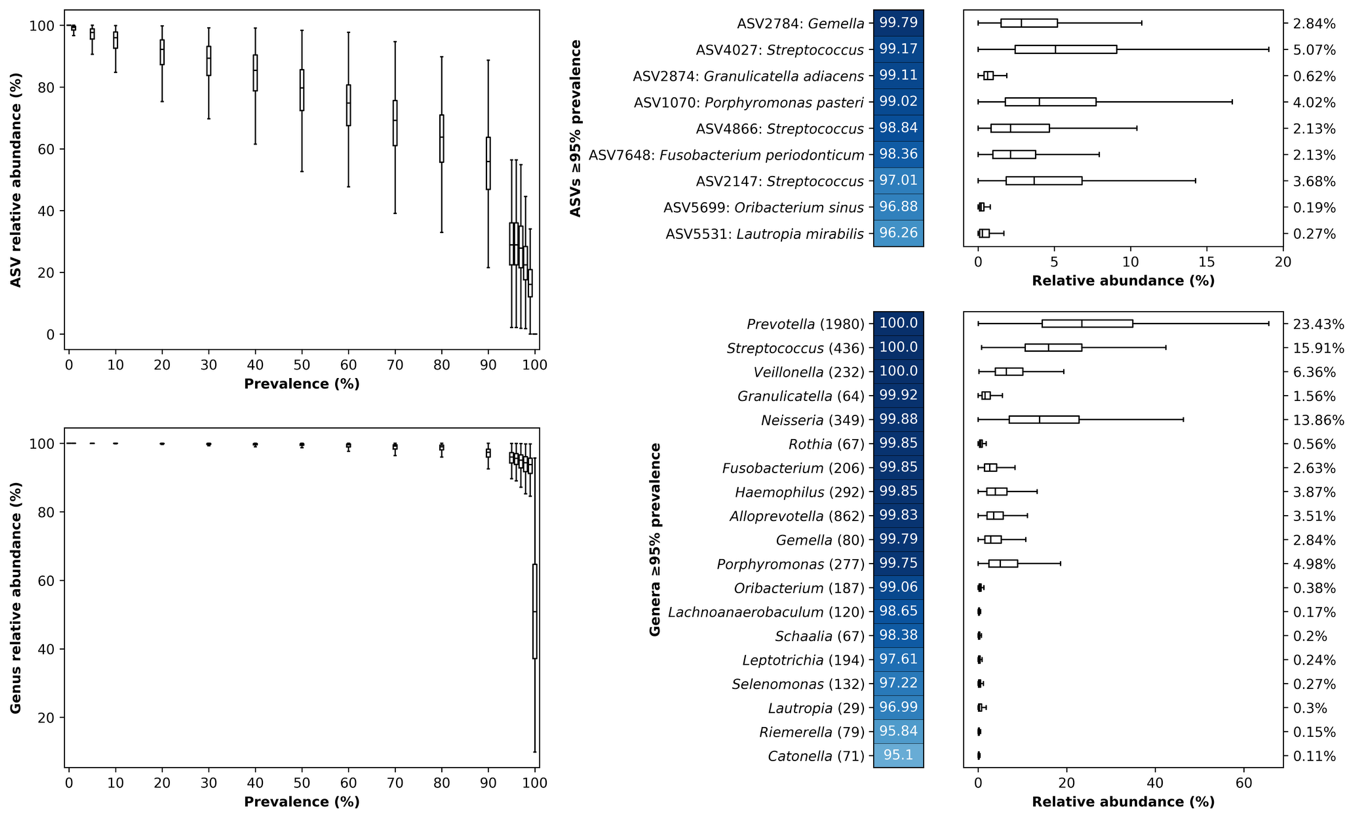 ASV relative abundance (%)
100
80
60
40
20
0
0 10 20 30 40 50 60 70 80 90 100
Prevalence (%)
Genus relative abundance (%)
100
80
60
40
20
0 10 20 30 40 50 60 70 80 90 100
Prevalence (%)
ASVs ≥95% prevalence
ASV2784: Gemella 99.79 2.84%
ASV4027: Streptococcus 99.17 5.07%
ASV2874: Granulicatella adiacens 99.11 0.62%
ASV1070: Porphyromonas pasteri 99.02 4.02%
ASV4866: Streptococcus 98.84 2.13%
ASV7648: Fusobacterium periodonticum 98.36 2.13%
ASV2147: Streptococcus 97.01 3.68%
ASV5699: Oribacterium sinus 96.88 0.19%
ASV5531: Lautropia mirabilis 96.26 0.27%
0 5 10 15 20
Relative abundance (%)
Genera ≥95% prevalence
Prevotella (1980) 100.0 23.43%
Streptococcus (436) 100.0 15.91%
Veillonella (232) 100.0 6.36%
Granulicatella (64) 99.92 1.56%
Neisseria (349) 99.88 13.86%
Rothia (67) 99.85 0.56%
Fusobacterium (206) 99.85 2.63%
Haemophilus (292) 99.85 3.87%
Alloprevotella (862) 99.83 3.51%
Gemella (80) 99.79 2.84%
Porphyromonas (277) 99.75 4.98%
Oribacterium (187) 99.06 0.38%
Lachnoanaerobaculum (120) 98.65 0.17%
Schaalia (67) 98.38 0.2%
Leptotrichia (194) 97.61 0.24%
Selenomonas (132) 97.22 0.27%
Lautropia (29) 96.99 0.3%
Riemerella (79) 95.84 0.15%
Catonella (71) 95.1 0.11%
0 20 40 60
Relative abundance (%)